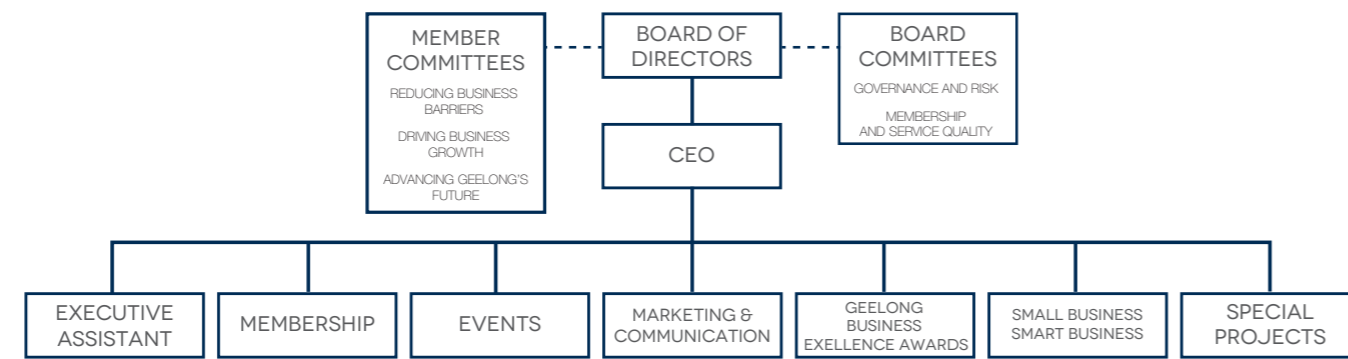 MEMBER
COMMITTEES
REDUCING BUSINESS
BARRIERS
DRIVING BUSINESS
GROWTH
ADVANCING GEELONG'S
FUTURE
BOARD OF
DIRECTORS
BOARD
COMMITTEES
GOVERNANCE AND RISK
MEMBERSHIP
AND SERVICE QUALITY
CEO
EXECUTIVE
ASSISTANT
MEMBERSHIP
EVENTS
MARKETING &
COMMUNICATION
GEELONG
BUSINESS
EXELLENCE AWARDS
SMALL BUSINESS
SMART BUSINESS
SPECIAL
PROJECTS